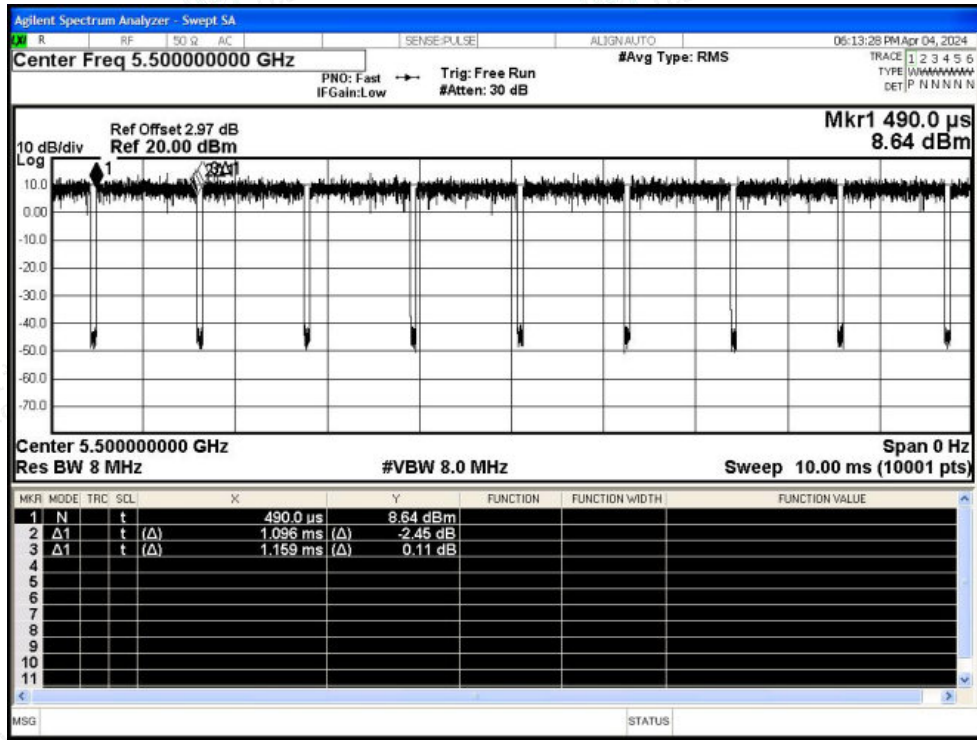 Agilent Spectrum Analyzer - Swept SA
R RF 50 Ω AC SENSE:PULSE ALIGNAUTO 06:13:28 PM Apr 04, 2024
Center Freq 5.500000000 GHz
#Avg Type: RMS
TRACE 1 2 3 4 5 6
PNO: Fast Trig: Free Run
TYPE
IFGain:Low #Atten: 30 dB
DET P N N N N N
Mkr1 490.0 µs
8.64 dBm
Ref Offset 2.97 dB
10 dB/div Ref 20.00 dBm
Log
1
10.0
0.00
-10.0
-20.0
-30.0
-40.0
-50.0
-60.0
-70.0
Center 5.500000000 GHz Span 0 Hz
Res BW 8 MHz #VBW 8.0 MHz Sweep 10.00 ms (10001 pts)
MKR MODE TRC SCL X Y FUNCTION FUNCTION WIDTH FUNCTION VALUE
1 N t 490.0 µs 8.64 dBm
2 Δ1 t (Δ) 1.096 ms (Δ) -2.45 dB
3 Δ1 t (Δ) 1.159 ms (Δ) 0.11 dB
4
5
6
7
8
9
10
11
MSG STATUS